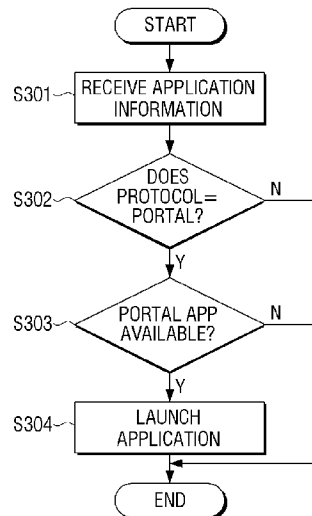 START
S301
RECEIVE APPLICATION
INFORMATION
S302
DOES
PROTOCOL=
PORTAL?
N
Y
S303
PORTAL APP
AVAILABLE?
N
Y
S304
LAUNCH
APPLICATION
END